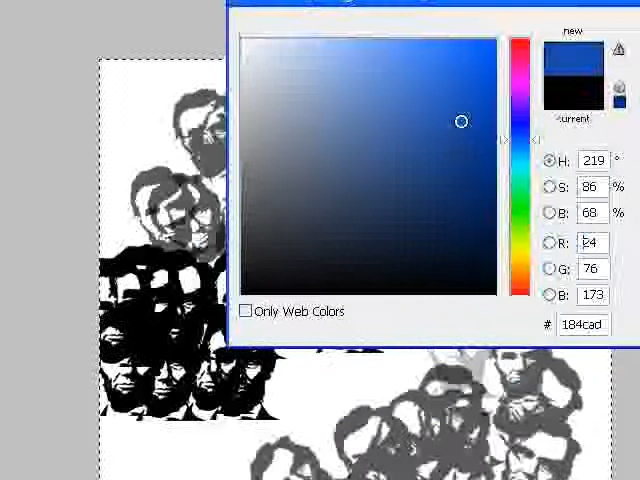 new
current
H: 219 °
S: 86 %
B: 68 %
R: 24
G: 76
B: 173
# 184cad
Only Web Colors